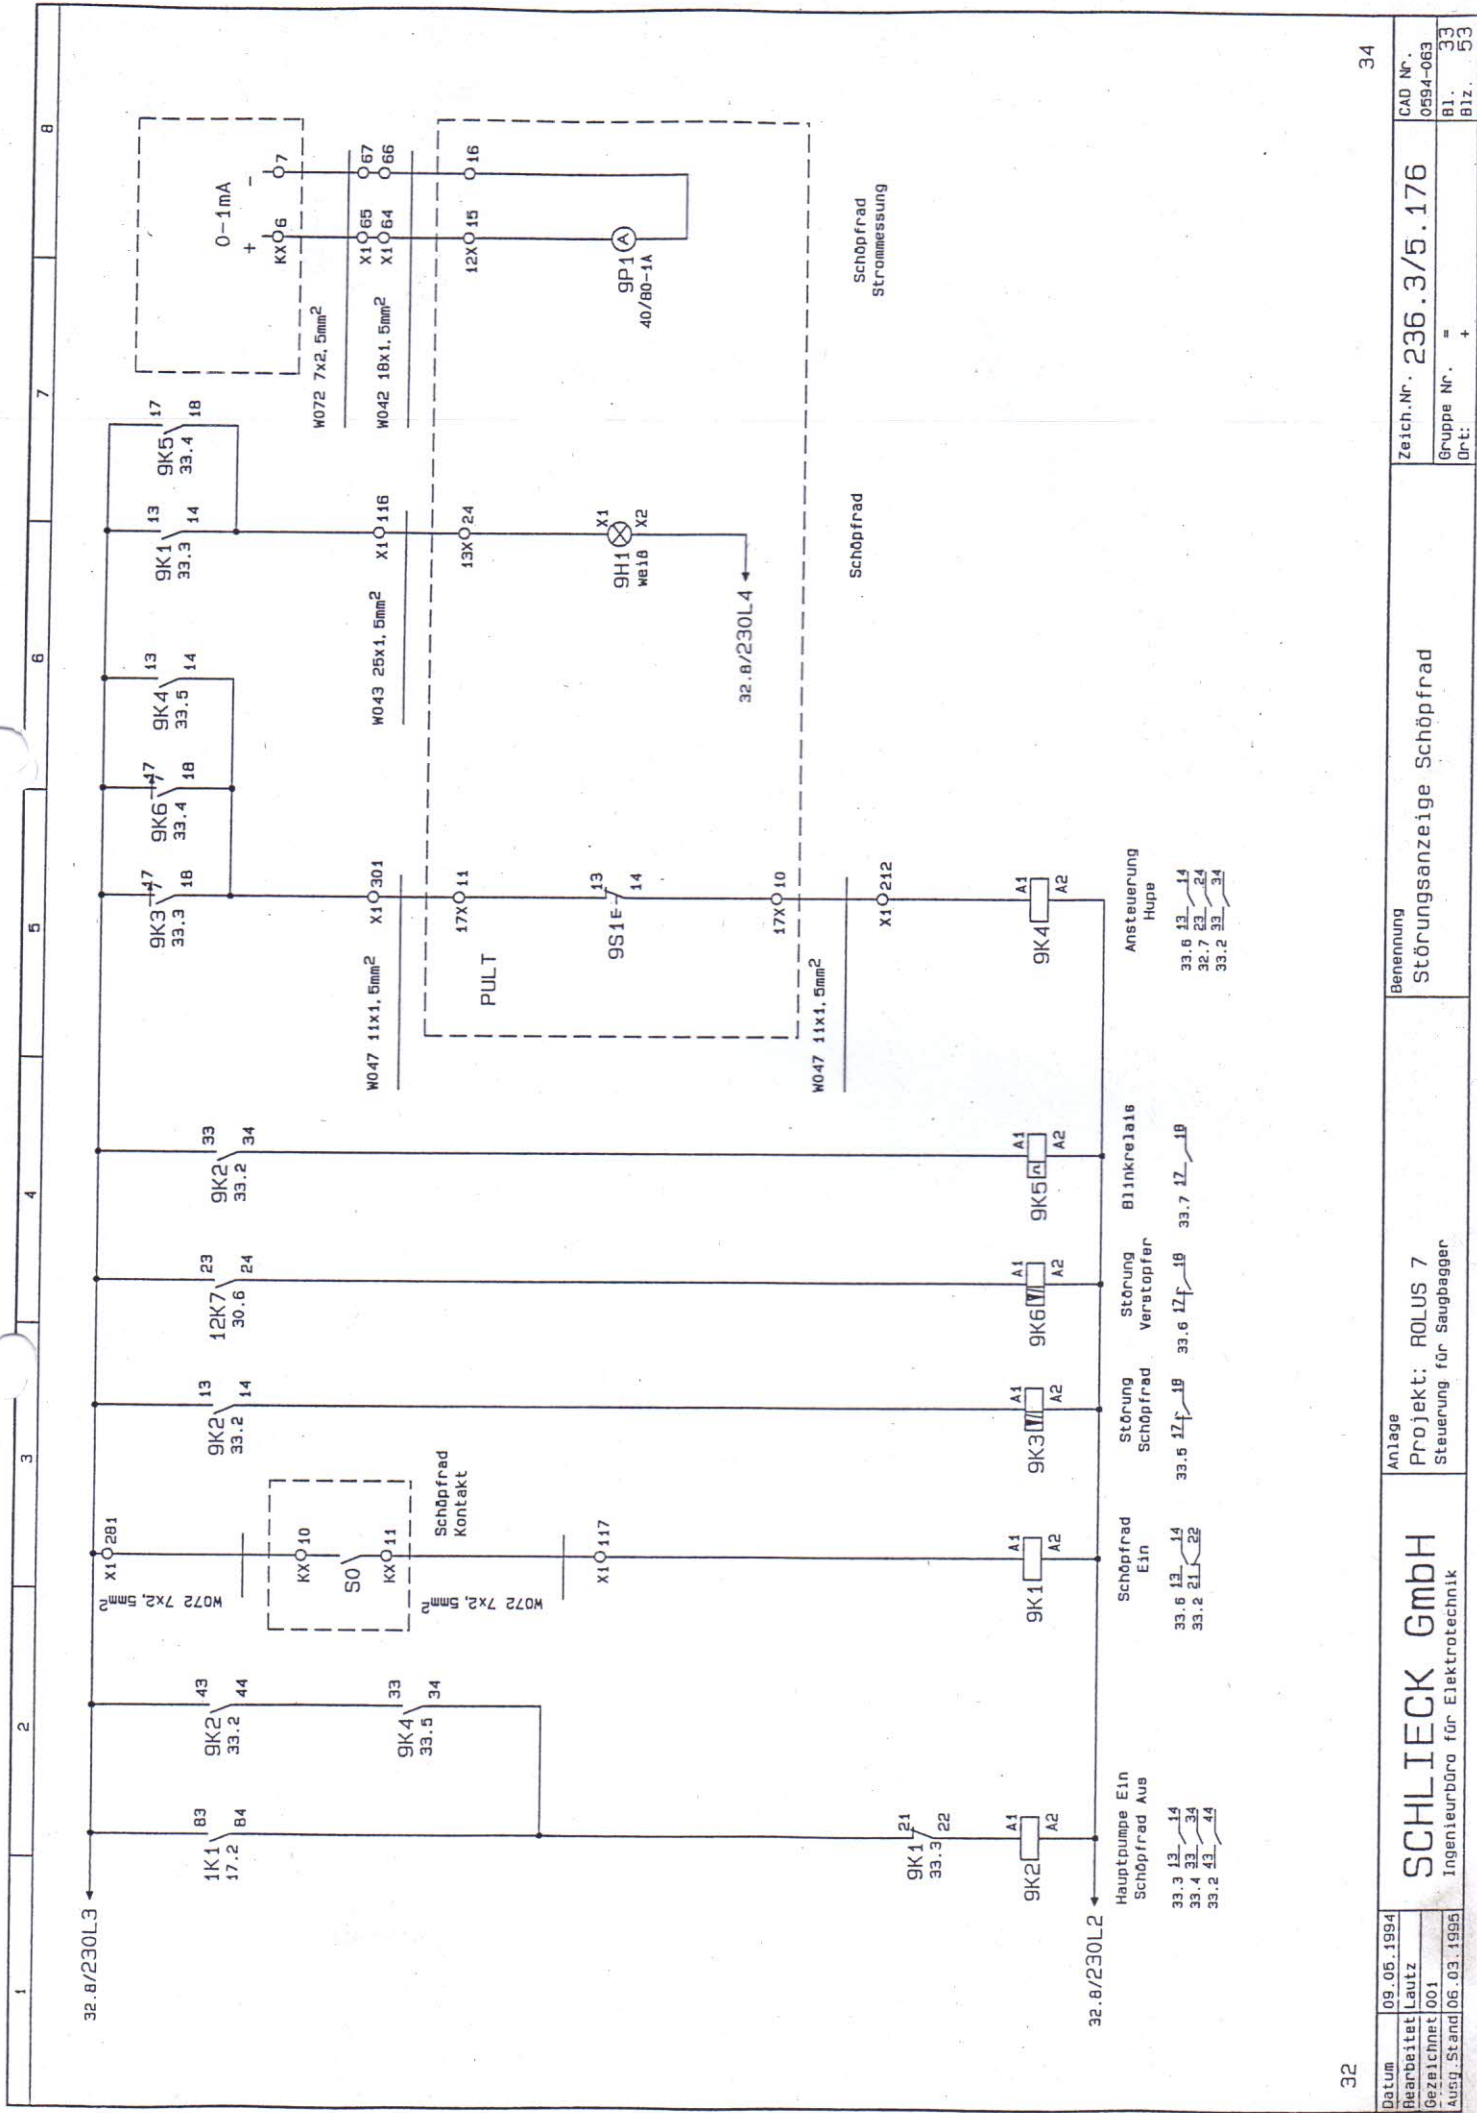 1 2 3 4 5 6 7 8
32.8/230L3
1K1 83
17.2 84
9K2 43
33.2 44
9K4 33
33.5 34
9K1 21
33.3 22
9K2 A1
A2
32.8/230L2
Hauptpumpe Ein
Schöpfrad Aus
33.3 13 14
33.4 33 34
33.2 43 44
X1 281
W072 7x2,5mm²
KX 10
S0
KX 11
Schöpfrad
Kontakt
W072 7x2,5mm²
X1 117
9K1 A1
A2
Schöpfrad
Ein
33.6 13 14
33.2 21 22
9K2 13
33.2 14
9K3 A1
A2
Störung
Schöpfrad
33.5 17 18
12K7 23
30.6 24
9K6 A1
A2
Störung
Verstopfer
33.6 17 18
9K2 33
33.2 34
9K5 A1
A2
Blinkrelais
33.7 17 18
9K3 17
33.3 18
9K6 17
33.4 18
9K4 13
33.5 14
X1 301
W047 11x1,5mm²
17X 11
PULT
9S1 13
14
17X 10
W047 11x1,5mm²
X1 212
9K4 A1
A2
Ansteuerung
Hupe
33.6 13 14
32.7 23 24
33.2 33 34
9K1 13
33.3 14
9K5 17
33.4 18
X1 116
W043 25x1,5mm²
13X 24
9H1 X1
weiß X2
32.8/230L4
Schöpfrad
0-1mA
+ -
KX 6 7
W072 7x2,5mm²
X1 65 67
X1 64 66
W042 18x1,5mm²
12X 15 16
9P1 A
40/80-1A
Schöpfrad
Strommessung
32
34
Datum 09.05.1994
Bearbeitet Lautz
Gezeichnet 001
Ausg.Stand 06.03.1995
SCHLIECK GmbH
Ingenieurbüro für Elektrotechnik
Anlage
Projekt: ROLUS 7
Steuerung für Saugbagger
Benennung
Störungsanzeige Schöpfrad
Zeich.Nr. 236.3/5.176
Gruppe Nr. =
Ort: +
CAD Nr.
0594-063
Bl. 33
Blz. 53